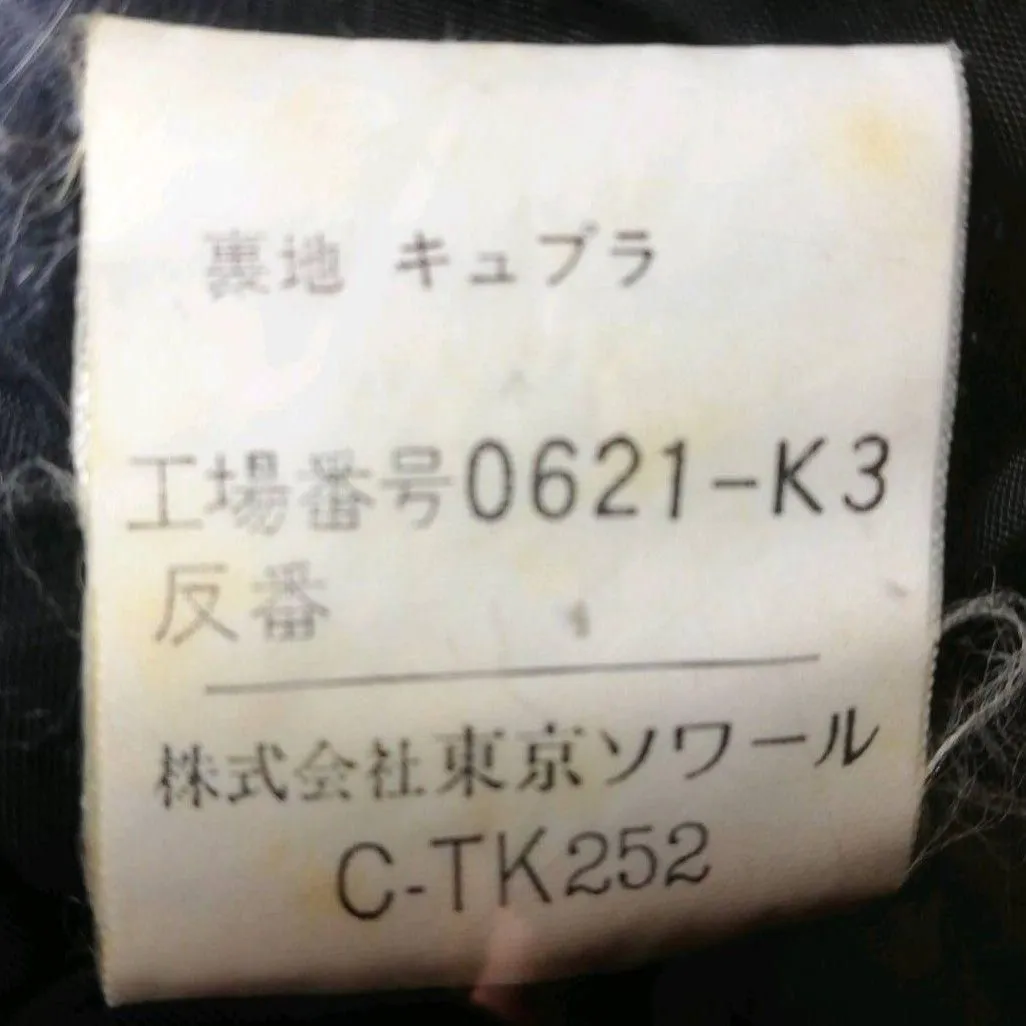 裏地 キュプラ
工場番号0621-K3
反番
株式会社東京ソワール
C-TK252